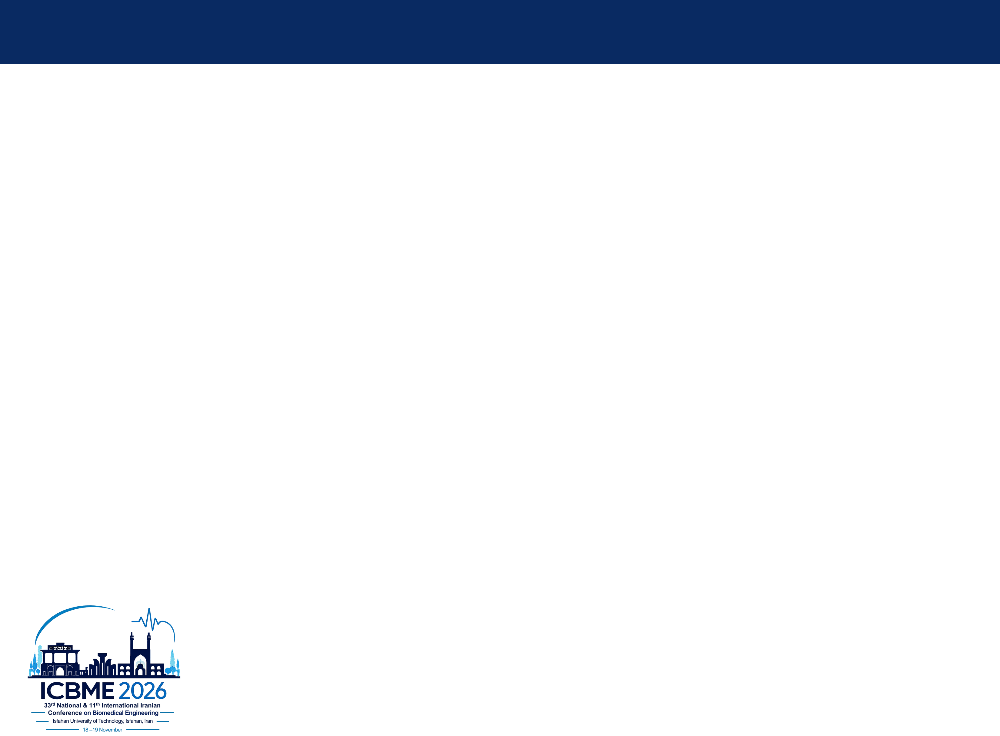 ICBME 2026
33rd National & 11th International Iranian
Conference on Biomedical Engineering
Isfahan University of Technology, Isfahan, Iran
18 –19 November